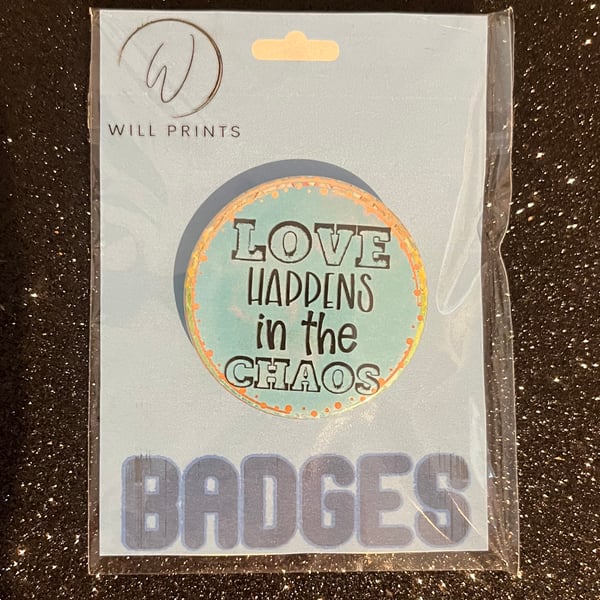 W
WILL PRINTS
LOVE
HAPPENS
in the
CHAOS
BADGES